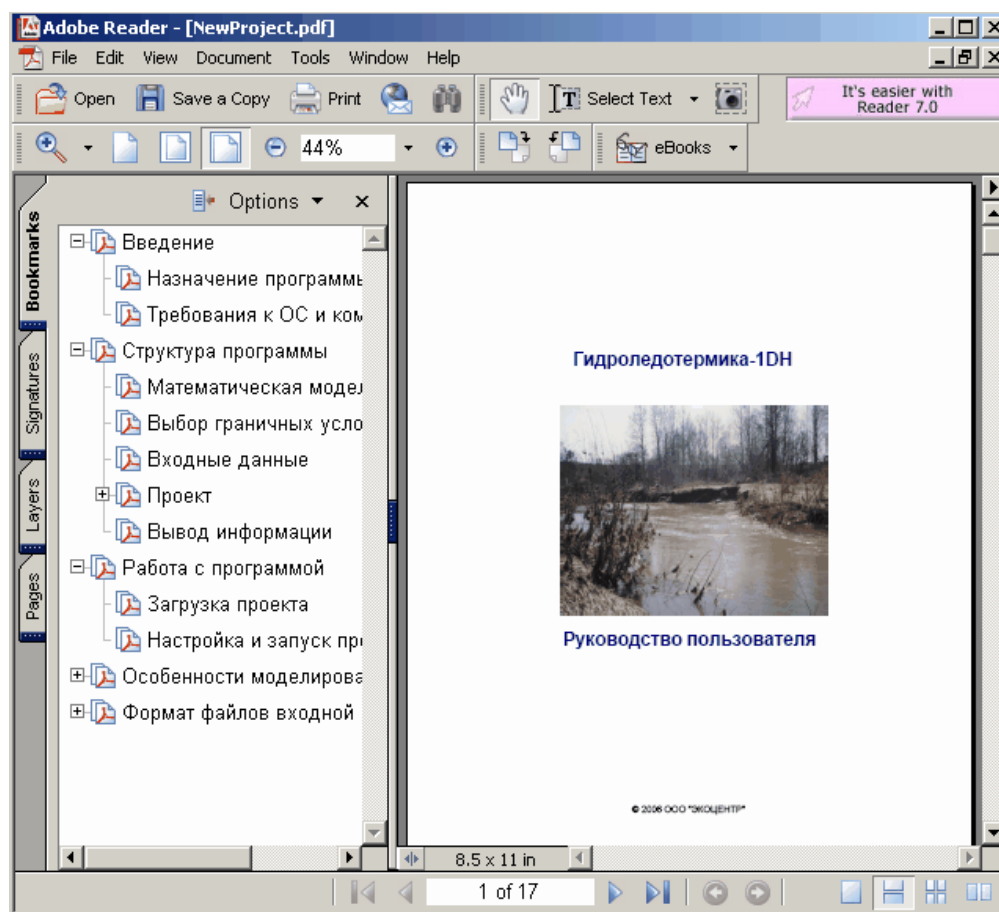 Adobe Reader - [NewProject.pdf]
File Edit View Document Tools Window Help
Open Save a Copy Print Select Text It's easier with
Reader 7.0
44% eBooks
Bookmarks
Signatures
Layers
Pages
Options
Введение
Назначение программы
Требования к ОС и ком
Структура программы
Математическая модел
Выбор граничных усло
Входные данные
Проект
Вывод информации
Работа с программой
Загрузка проекта
Настройка и запуск пр
Особенности моделирова
Формат файлов входной
Гидроледотермика-1DH
Руководство пользователя
© 2006 ООО "ЭКОЦЕНТР"
8.5 x 11 in
1 of 17